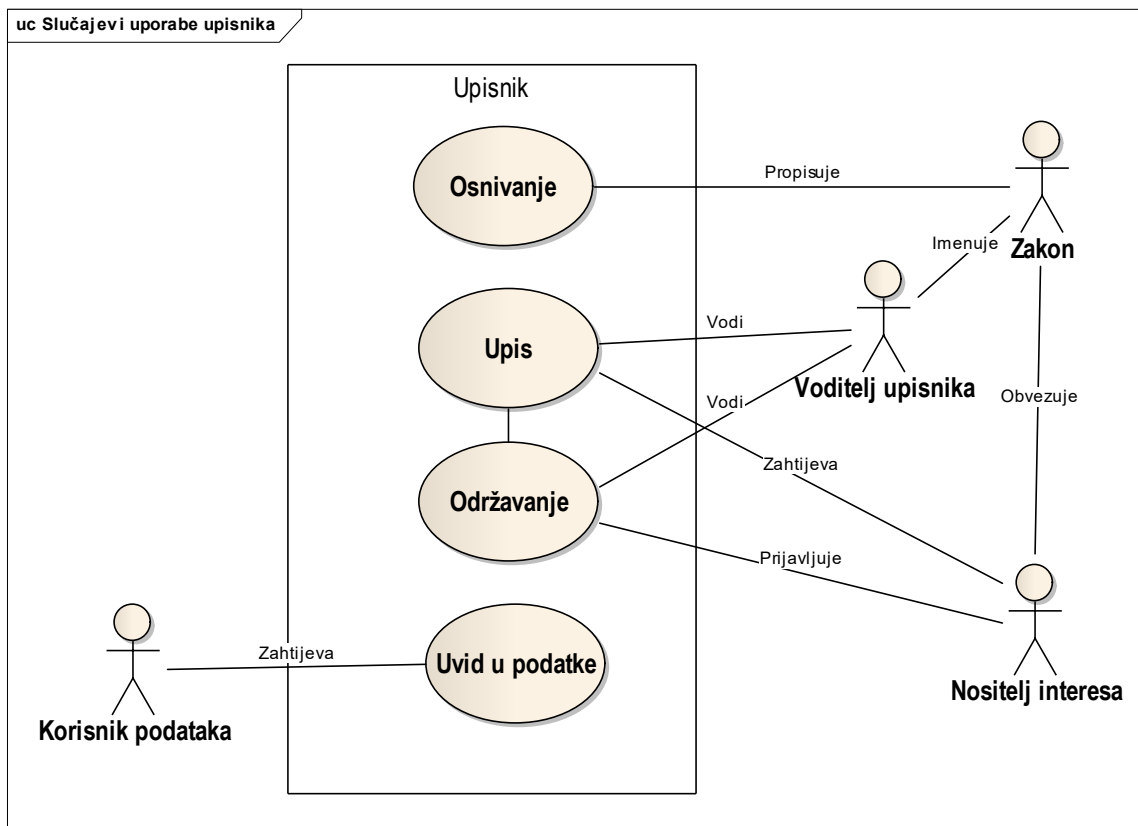 uc Slučajevi uporabe upisnika
Upisnik
Osnivanje
Propisuje
Zakon
Imenuje
Upis
Vodi
Voditelj upisnika
Vodi
Obvezuje
Zahtijeva
Održavanje
Prijavljuje
Nositelj interesa
Zahtijeva
Uvid u podatke
Korisnik podataka